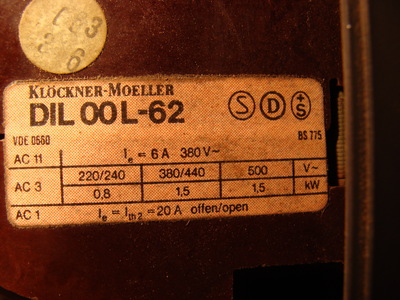 KLÖCKNER-MOELLER
DIL 00 L-62
S D +S
VDE 0660 BS 775
AC 11 Ie = 6 A 380 V~
AC 3 220/240 380/440 500 V~
0,8 1,5 1,5 kW
AC 1 Ie = Ith2 = 20 A offen/open